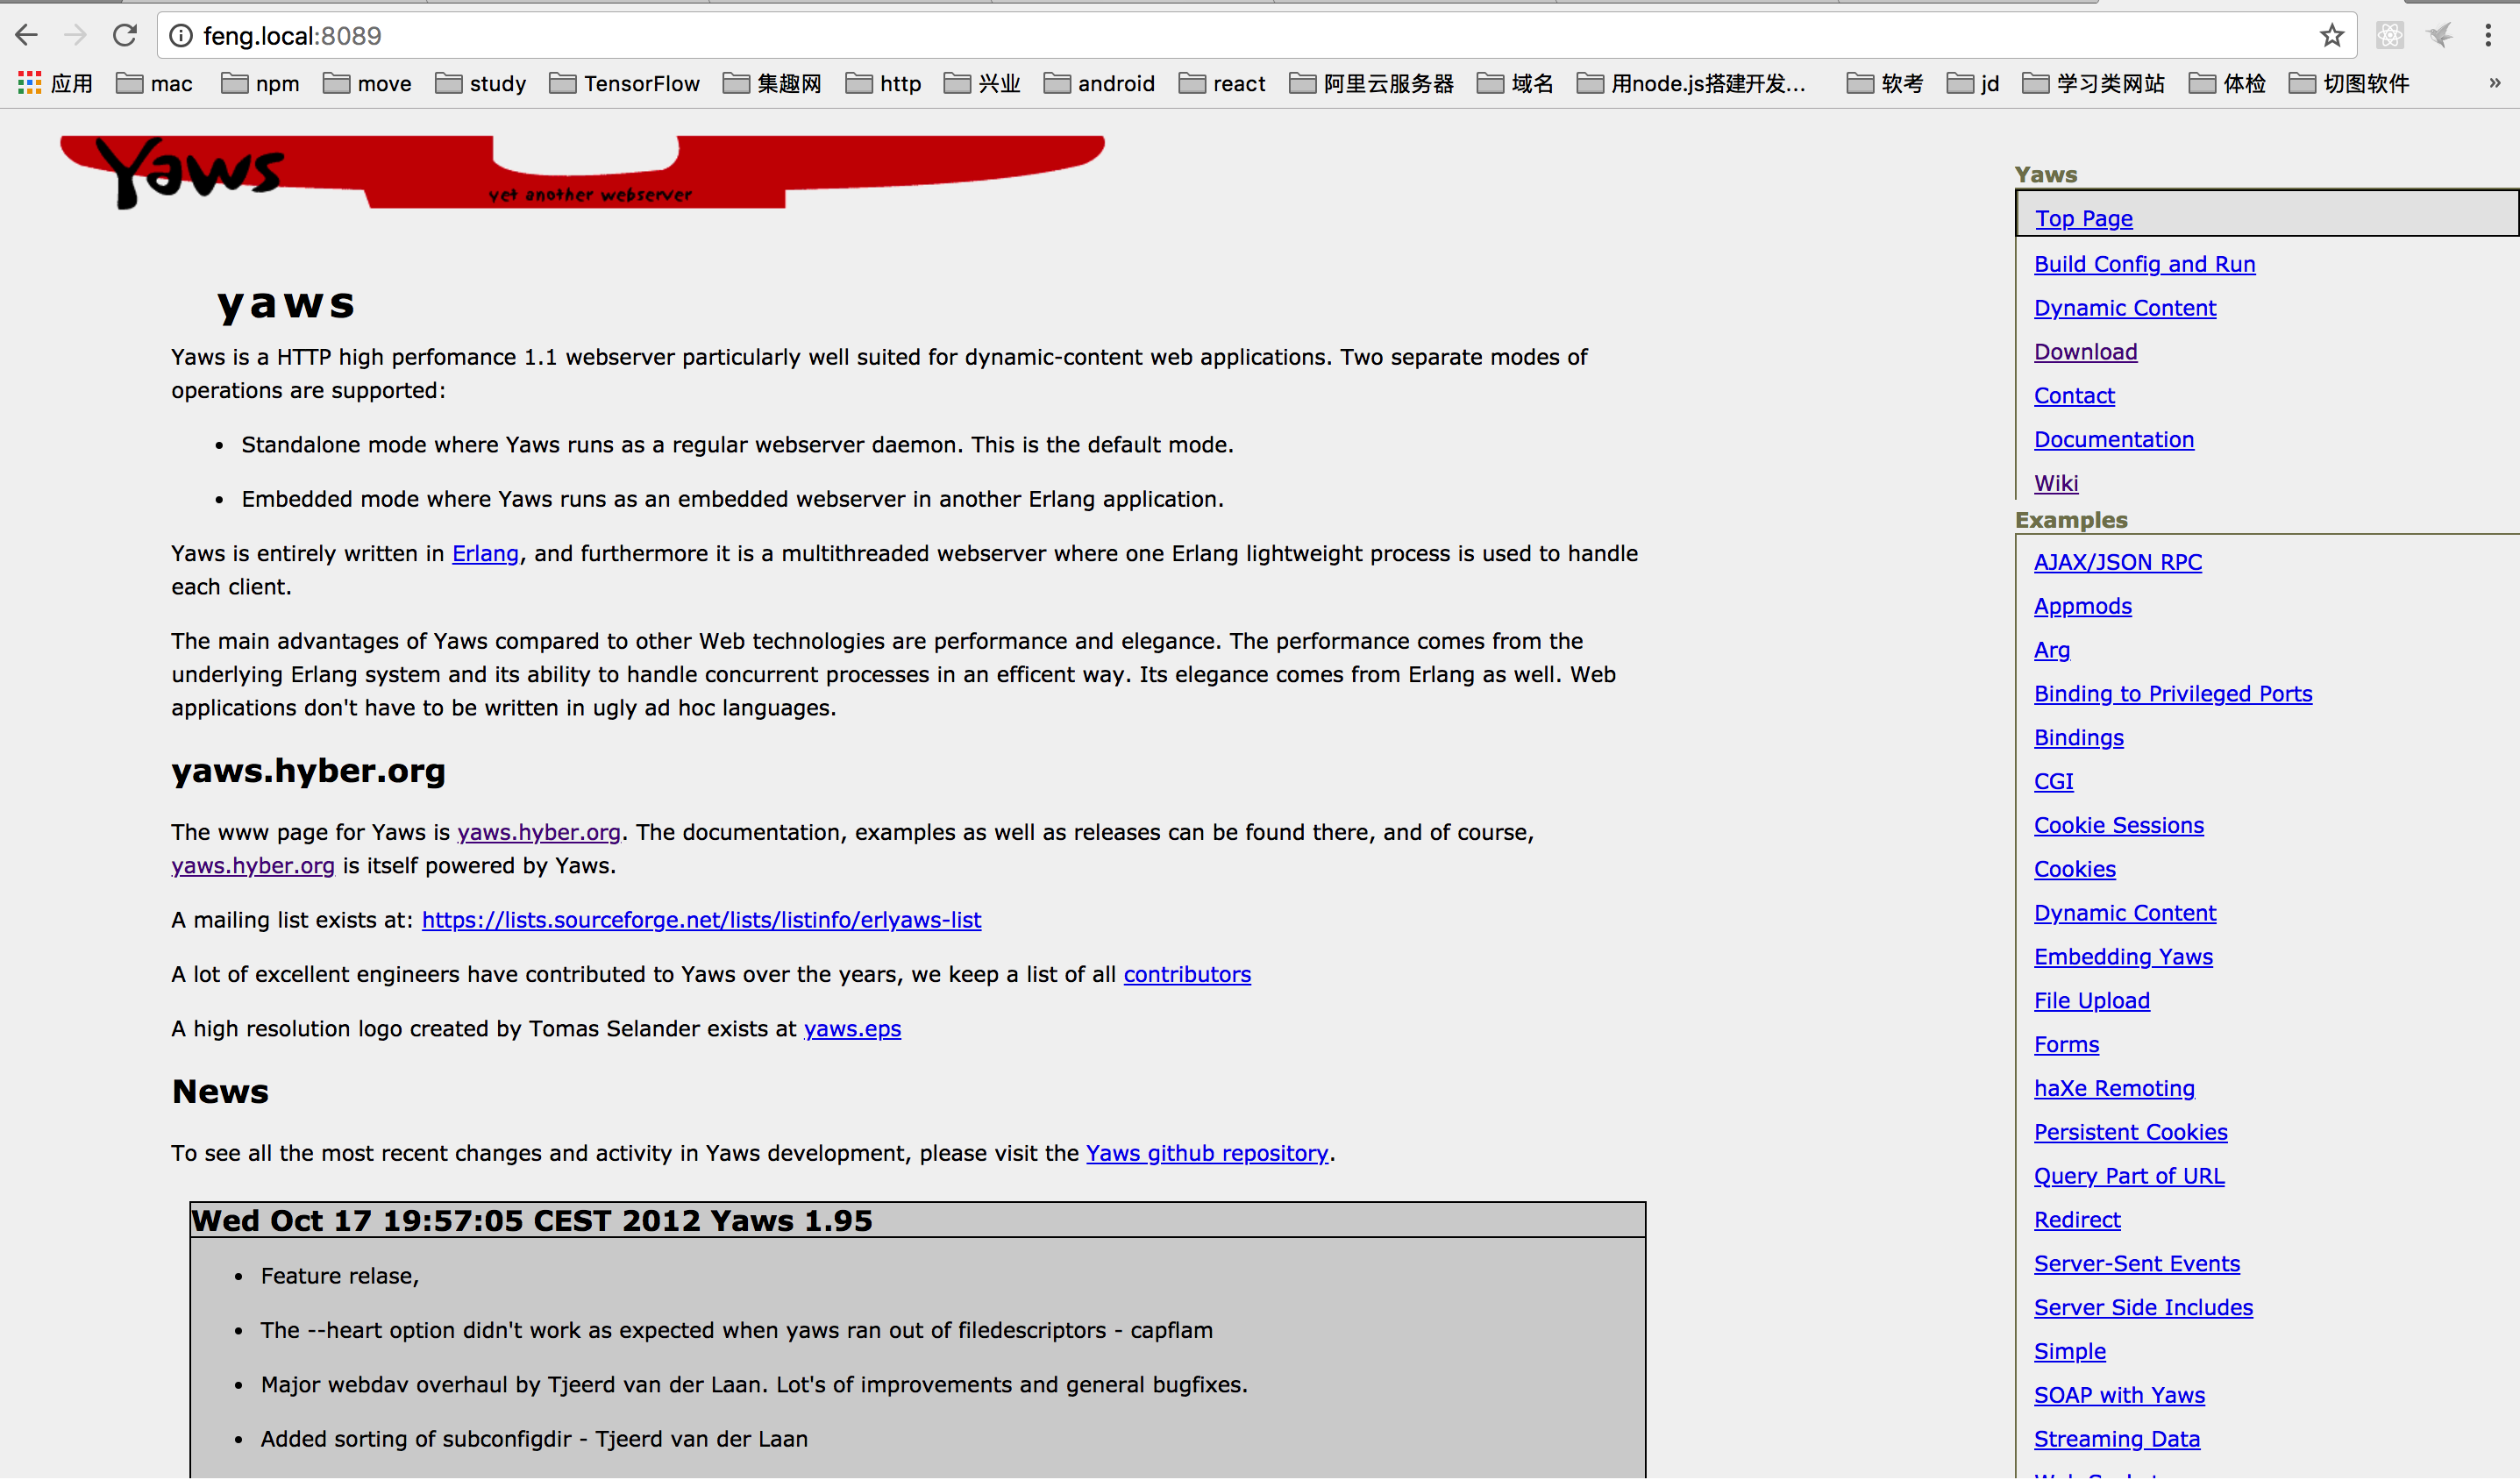 feng.local:8089
应用 mac npm move study TensorFlow 集趣网 http 兴业 android react 阿里云服务器 域名 用node.js搭建开发... 软考 jd 学习类网站 体检 切图软件 »
Yaws
yet another webserver
yaws
Yaws is a HTTP high perfomance 1.1 webserver particularly well suited for dynamic-content web applications. Two separate modes of
operations are supported:
• Standalone mode where Yaws runs as a regular webserver daemon. This is the default mode.
• Embedded mode where Yaws runs as an embedded webserver in another Erlang application.
Yaws is entirely written in Erlang, and furthermore it is a multithreaded webserver where one Erlang lightweight process is used to handle
each client.
The main advantages of Yaws compared to other Web technologies are performance and elegance. The performance comes from the
underlying Erlang system and its ability to handle concurrent processes in an efficent way. Its elegance comes from Erlang as well. Web
applications don't have to be written in ugly ad hoc languages.
yaws.hyber.org
The www page for Yaws is yaws.hyber.org. The documentation, examples as well as releases can be found there, and of course,
yaws.hyber.org is itself powered by Yaws.
A mailing list exists at: https://lists.sourceforge.net/lists/listinfo/erlyaws-list
A lot of excellent engineers have contributed to Yaws over the years, we keep a list of all contributors
A high resolution logo created by Tomas Selander exists at yaws.eps
News
To see all the most recent changes and activity in Yaws development, please visit the Yaws github repository.
Wed Oct 17 19:57:05 CEST 2012 Yaws 1.95
• Feature relase,
• The --heart option didn't work as expected when yaws ran out of filedescriptors - capflam
• Major webdav overhaul by Tjeerd van der Laan. Lot's of improvements and general bugfixes.
• Added sorting of subconfigdir - Tjeerd van der Laan
Yaws
Top Page
Build Config and Run
Dynamic Content
Download
Contact
Documentation
Wiki
Examples
AJAX/JSON RPC
Appmods
Arg
Binding to Privileged Ports
Bindings
CGI
Cookie Sessions
Cookies
Dynamic Content
Embedding Yaws
File Upload
Forms
haXe Remoting
Persistent Cookies
Query Part of URL
Redirect
Server-Sent Events
Server Side Includes
Simple
SOAP with Yaws
Streaming Data